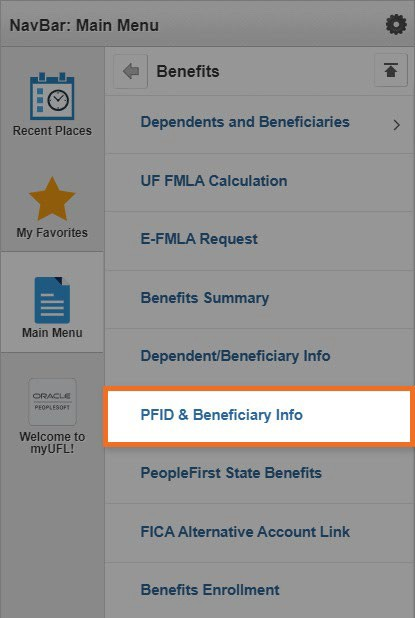 NavBar: Main Menu
Recent Places
My Favorites
Main Menu
ORACLE
PEOPLESOFT
Welcome to
myUFL!
Benefits
Dependents and Beneficiaries
UF FMLA Calculation
E-FMLA Request
Benefits Summary
Dependent/Beneficiary Info
PFID & Beneficiary Info
PeopleFirst State Benefits
FICA Alternative Account Link
Benefits Enrollment